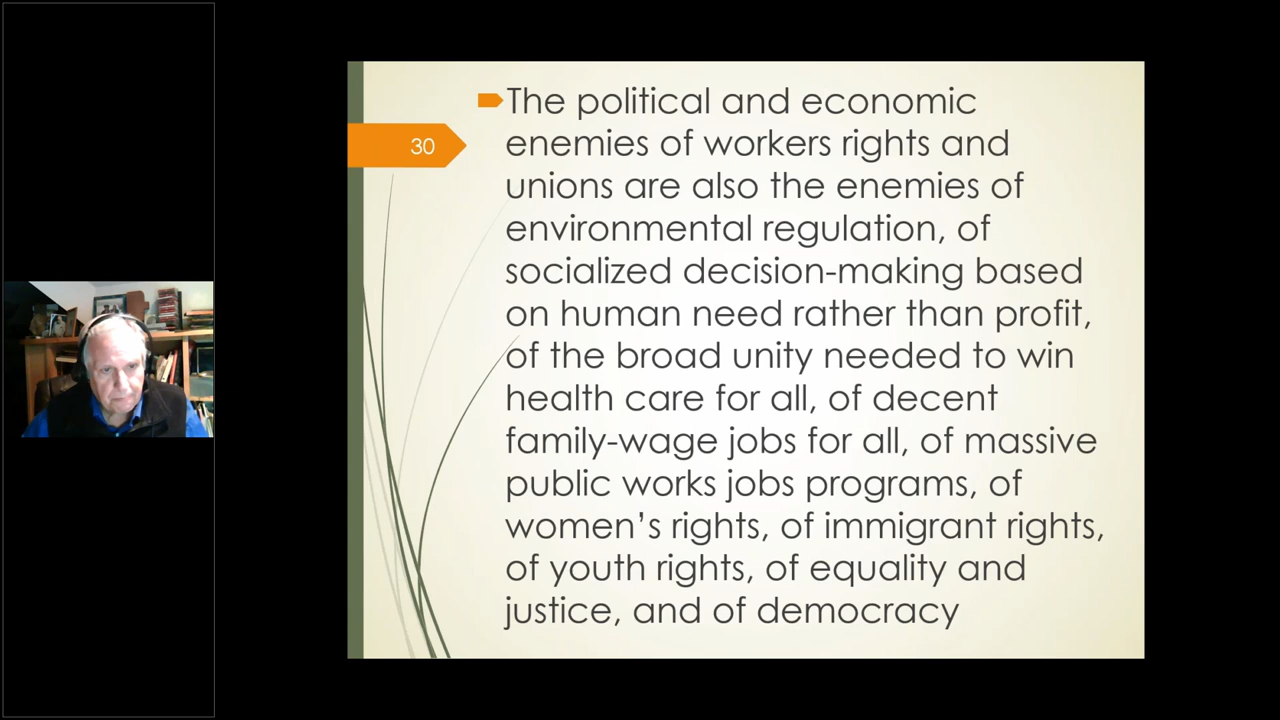 30
The political and economic
enemies of workers rights and
unions are also the enemies of
environmental regulation, of
socialized decision-making based
on human need rather than profit,
of the broad unity needed to win
health care for all, of decent
family-wage jobs for all, of massive
public works jobs programs, of
women’s rights, of immigrant rights,
of youth rights, of equality and
justice, and of democracy